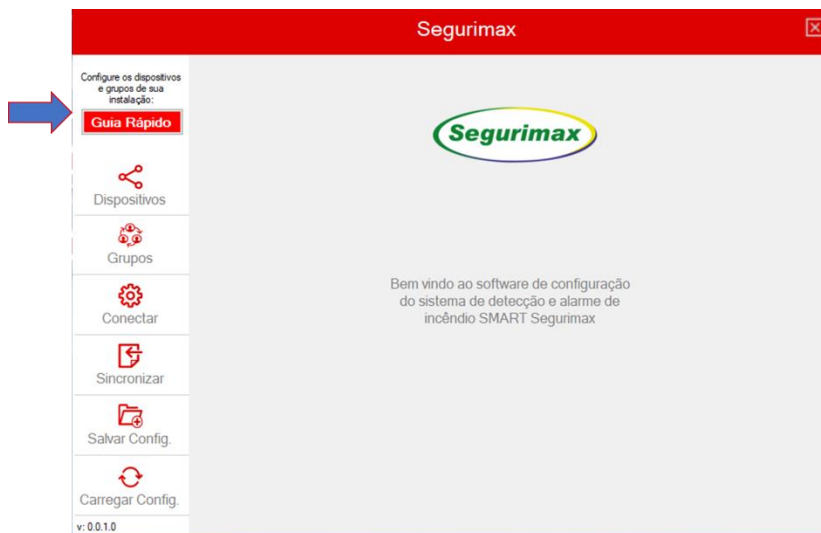 Segurimax
Configure os dispositivos
e grupos de sua
instalação:
Guia Rápido
Dispositivos
Grupos
Conectar
Sincronizar
Salvar Config.
Carregar Config.
v: 0.0.1.0
Segurimax
Bem vindo ao software de configuração
do sistema de detecção e alarme de
incêndio SMART Segurimax